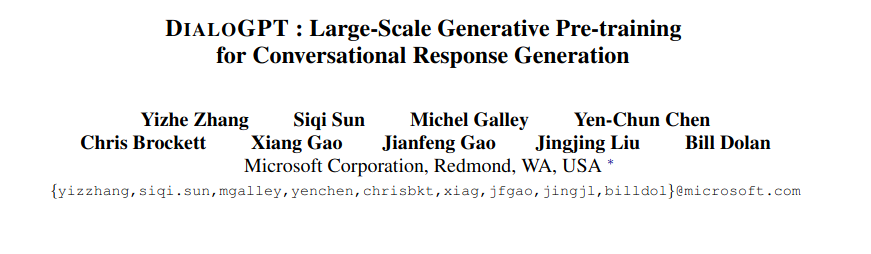 DIALOGPT : Large-Scale Generative Pre-training
for Conversational Response Generation
Yizhe Zhang Siqi Sun Michel Galley Yen-Chun Chen
Chris Brockett Xiang Gao Jianfeng Gao Jingjing Liu Bill Dolan
Microsoft Corporation, Redmond, WA, USA *
{yizzhang,siqi.sun,mgalley,yenchen,chrisbkt,xiag,jfgao,jingjl,billdol}@microsoft.com